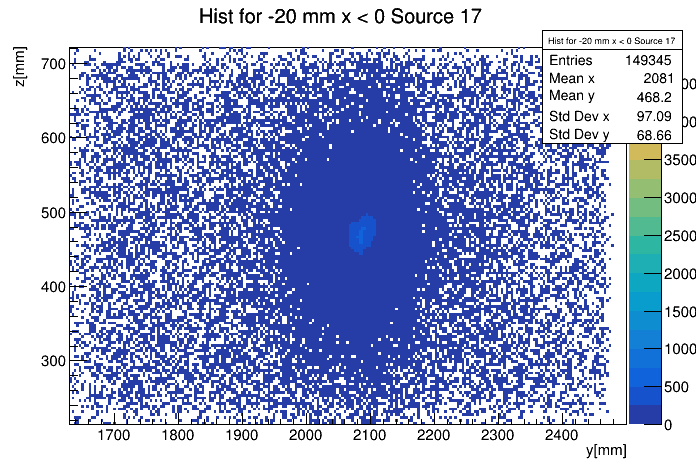 Hist for -20 mm x < 0 Source 17
Hist for -20 mm x < 0 Source 17
Entries 149345
Mean x 2081
Mean y 468.2
Std Dev x 97.09
Std Dev y 68.66
z[mm]
700
600
500
400
300
1700 1800 1900 2000 2100 2200 2300 2400
y[mm]
3500
3000
2500
2000
1500
1000
500
0